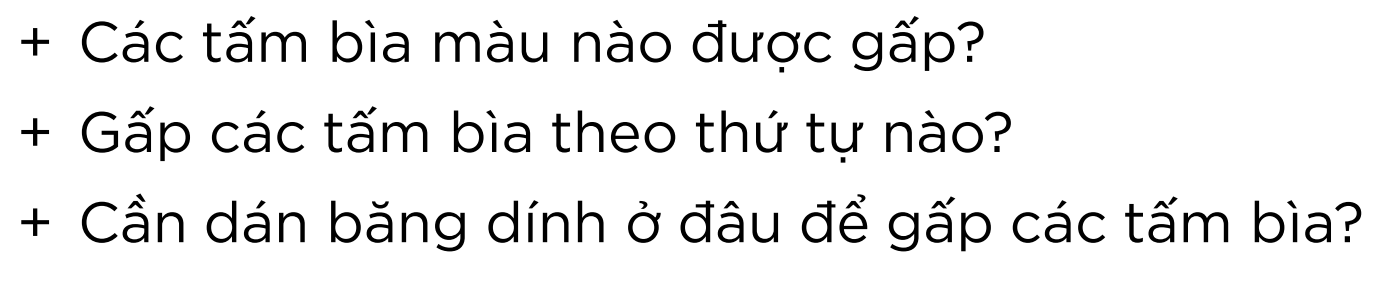 + Các tấm bìa màu nào được gấp?
+ Gấp các tấm bìa theo thứ tự nào?
+ Cần dán băng dính ở đâu để gấp các tấm bìa?